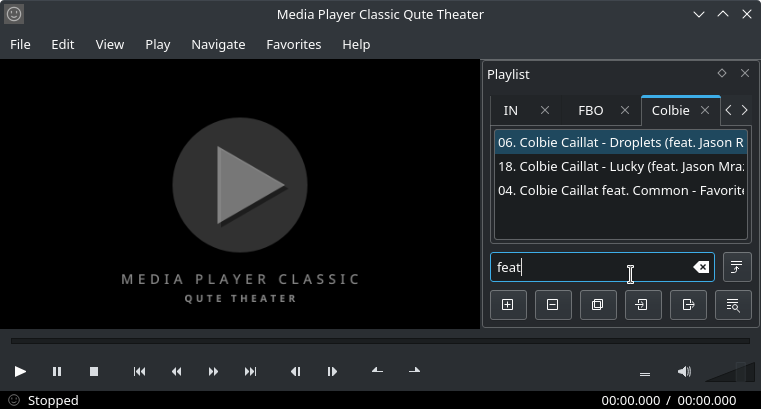 Media Player Classic Qute Theater
File Edit View Play Navigate Favorites Help
Playlist
IN FBO Colbie
06. Colbie Caillat - Droplets (feat. Jason R
18. Colbie Caillat - Lucky (feat. Jason Mraz
04. Colbie Caillat feat. Common - Favorite
feat
MEDIA PLAYER CLASSIC
QUTE THEATER
Stopped
00:00.000 / 00:00.000